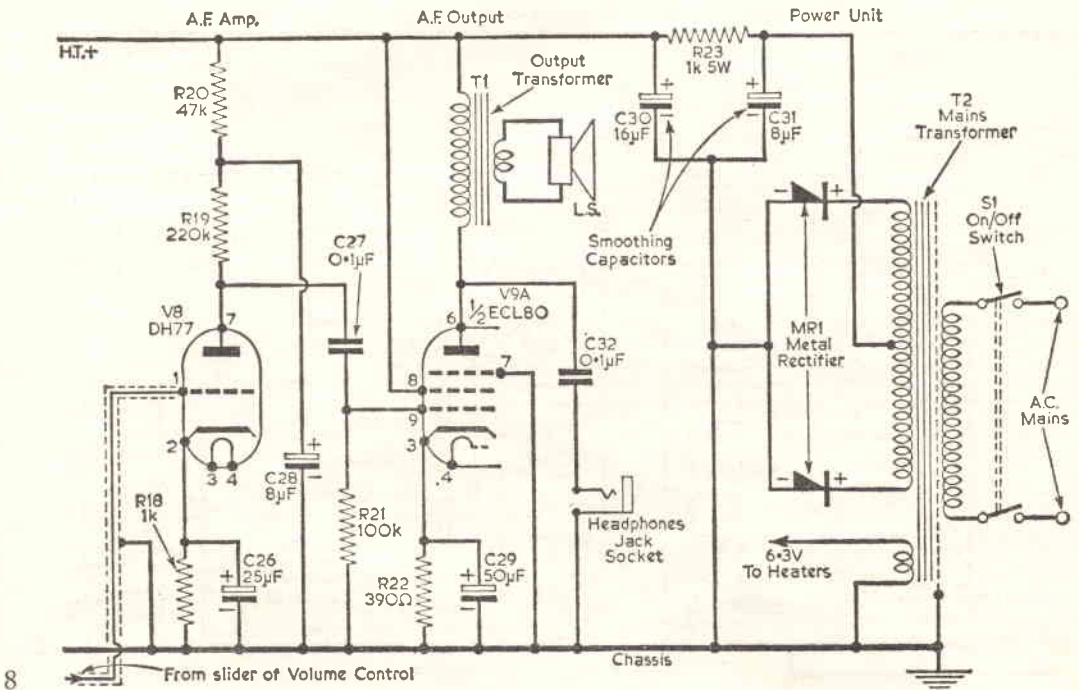 A.F. Amp.
A.F. Output
Power Unit
H.T.+
R20
47k
R19
220k
C27
0·1µF
V8
DH77
7
1
2
3 4
R18
1k
C26
25µF
+
C28
8µF
+
R21
100k
T1
Output
Transformer
L.S.
V9A
½ECL80
6
7
8
9
3
4
R22
390Ω
+
C29
50µF
C32
0·1µF
Headphones
Jack
Socket
R23
1k 5W
+
C30
16µF
+
C31
8µF
Smoothing
Capacitors
T2
Mains
Transformer
S1
On/Off
Switch
- +
MR1
Metal
Rectifier
- +
A.C.
Mains
6·3V
To Heaters
Chassis
From slider of Volume Control
8